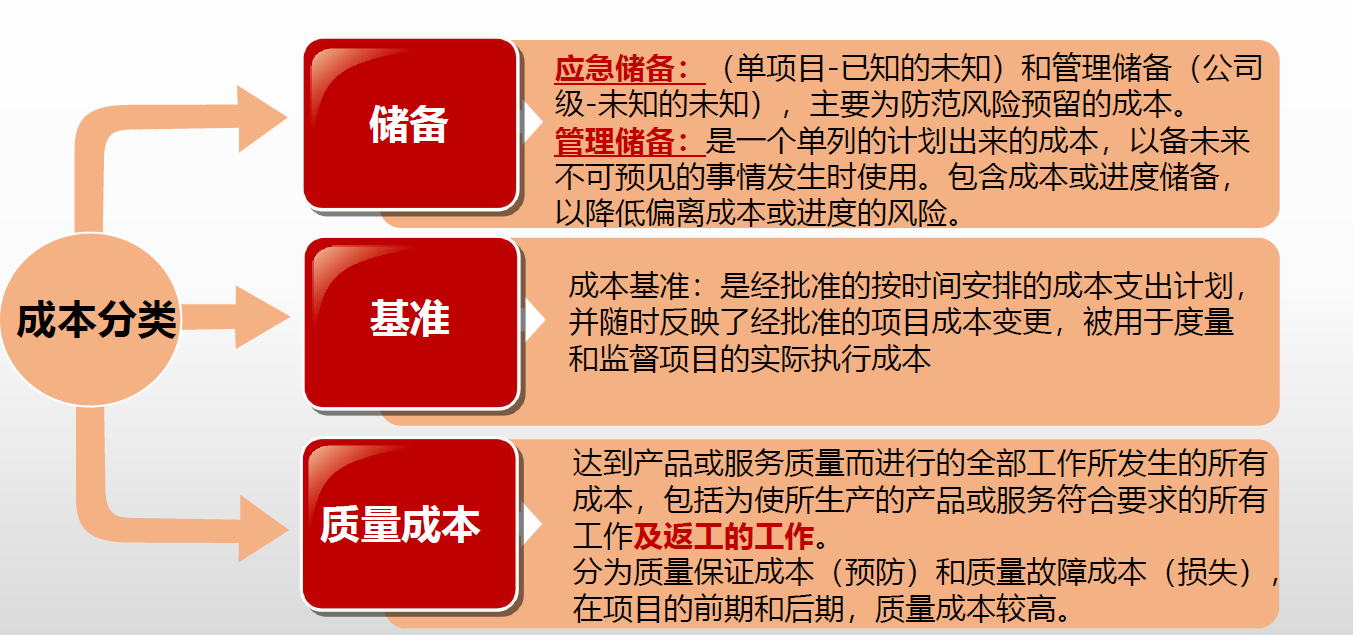 成本分类
储备
应急储备：（单项目-已知的未知）和管理储备（公司
级-未知的未知），主要为防范风险预留的成本。
管理储备：是一个单列的计划出来的成本，以备未来
不可预见的事情发生时使用。包含成本或进度储备，
以降低偏离成本或进度的风险。
基准
成本基准：是经批准的按时间安排的成本支出计划，
并随时反映了经批准的项目成本变更，被用于度量
和监督项目的实际执行成本
质量成本
达到产品或服务质量而进行的全部工作所发生的所有
成本，包括为使所生产的产品或服务符合要求的所有
工作及返工的工作。
分为质量保证成本（预防）和质量故障成本（损失），
在项目的前期和后期，质量成本较高。